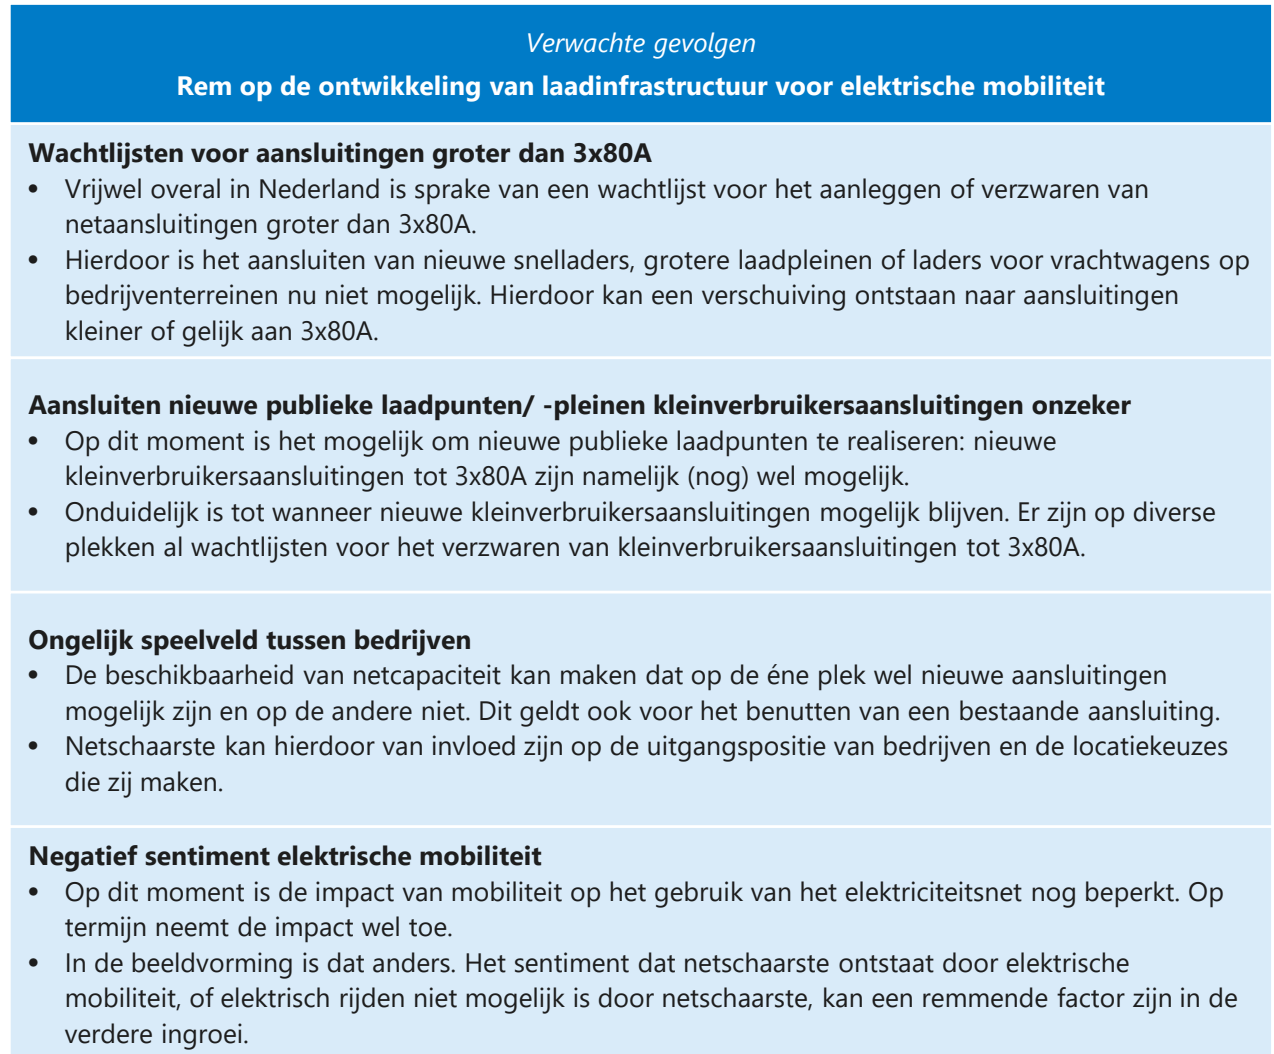 Verwachte gevolgen
Rem op de ontwikkeling van laadinfrastructuur voor elektrische mobiliteit
Wachtlijsten voor aansluitingen groter dan 3x80A
• Vrijwel overal in Nederland is sprake van een wachtlijst voor het aanleggen of verzwaren van
netaansluitingen groter dan 3x80A.
• Hierdoor is het aansluiten van nieuwe snelladers, grotere laadpleinen of laders voor vrachtwagens op
bedrijventerreinen nu niet mogelijk. Hierdoor kan een verschuiving ontstaan naar aansluitingen
kleiner of gelijk aan 3x80A.
Aansluiten nieuwe publieke laadpunten/ -pleinen kleinverbruikersaansluitingen onzeker
• Op dit moment is het mogelijk om nieuwe publieke laadpunten te realiseren: nieuwe
kleinverbruikersaansluitingen tot 3x80A zijn namelijk (nog) wel mogelijk.
• Onduidelijk is tot wanneer nieuwe kleinverbruikersaansluitingen mogelijk blijven. Er zijn op diverse
plekken al wachtlijsten voor het verzwaren van kleinverbruikersaansluitingen tot 3x80A.
Ongelijk speelveld tussen bedrijven
• De beschikbaarheid van netcapaciteit kan maken dat op de éne plek wel nieuwe aansluitingen
mogelijk zijn en op de andere niet. Dit geldt ook voor het benutten van een bestaande aansluiting.
• Netschaarste kan hierdoor van invloed zijn op de uitgangspositie van bedrijven en de locatiekeuzes
die zij maken.
Negatief sentiment elektrische mobiliteit
• Op dit moment is de impact van mobiliteit op het gebruik van het elektriciteitsnet nog beperkt. Op
termijn neemt de impact wel toe.
• In de beeldvorming is dat anders. Het sentiment dat netschaarste ontstaat door elektrische
mobiliteit, of elektrisch rijden niet mogelijk is door netschaarste, kan een remmende factor zijn in de
verdere ingroei.